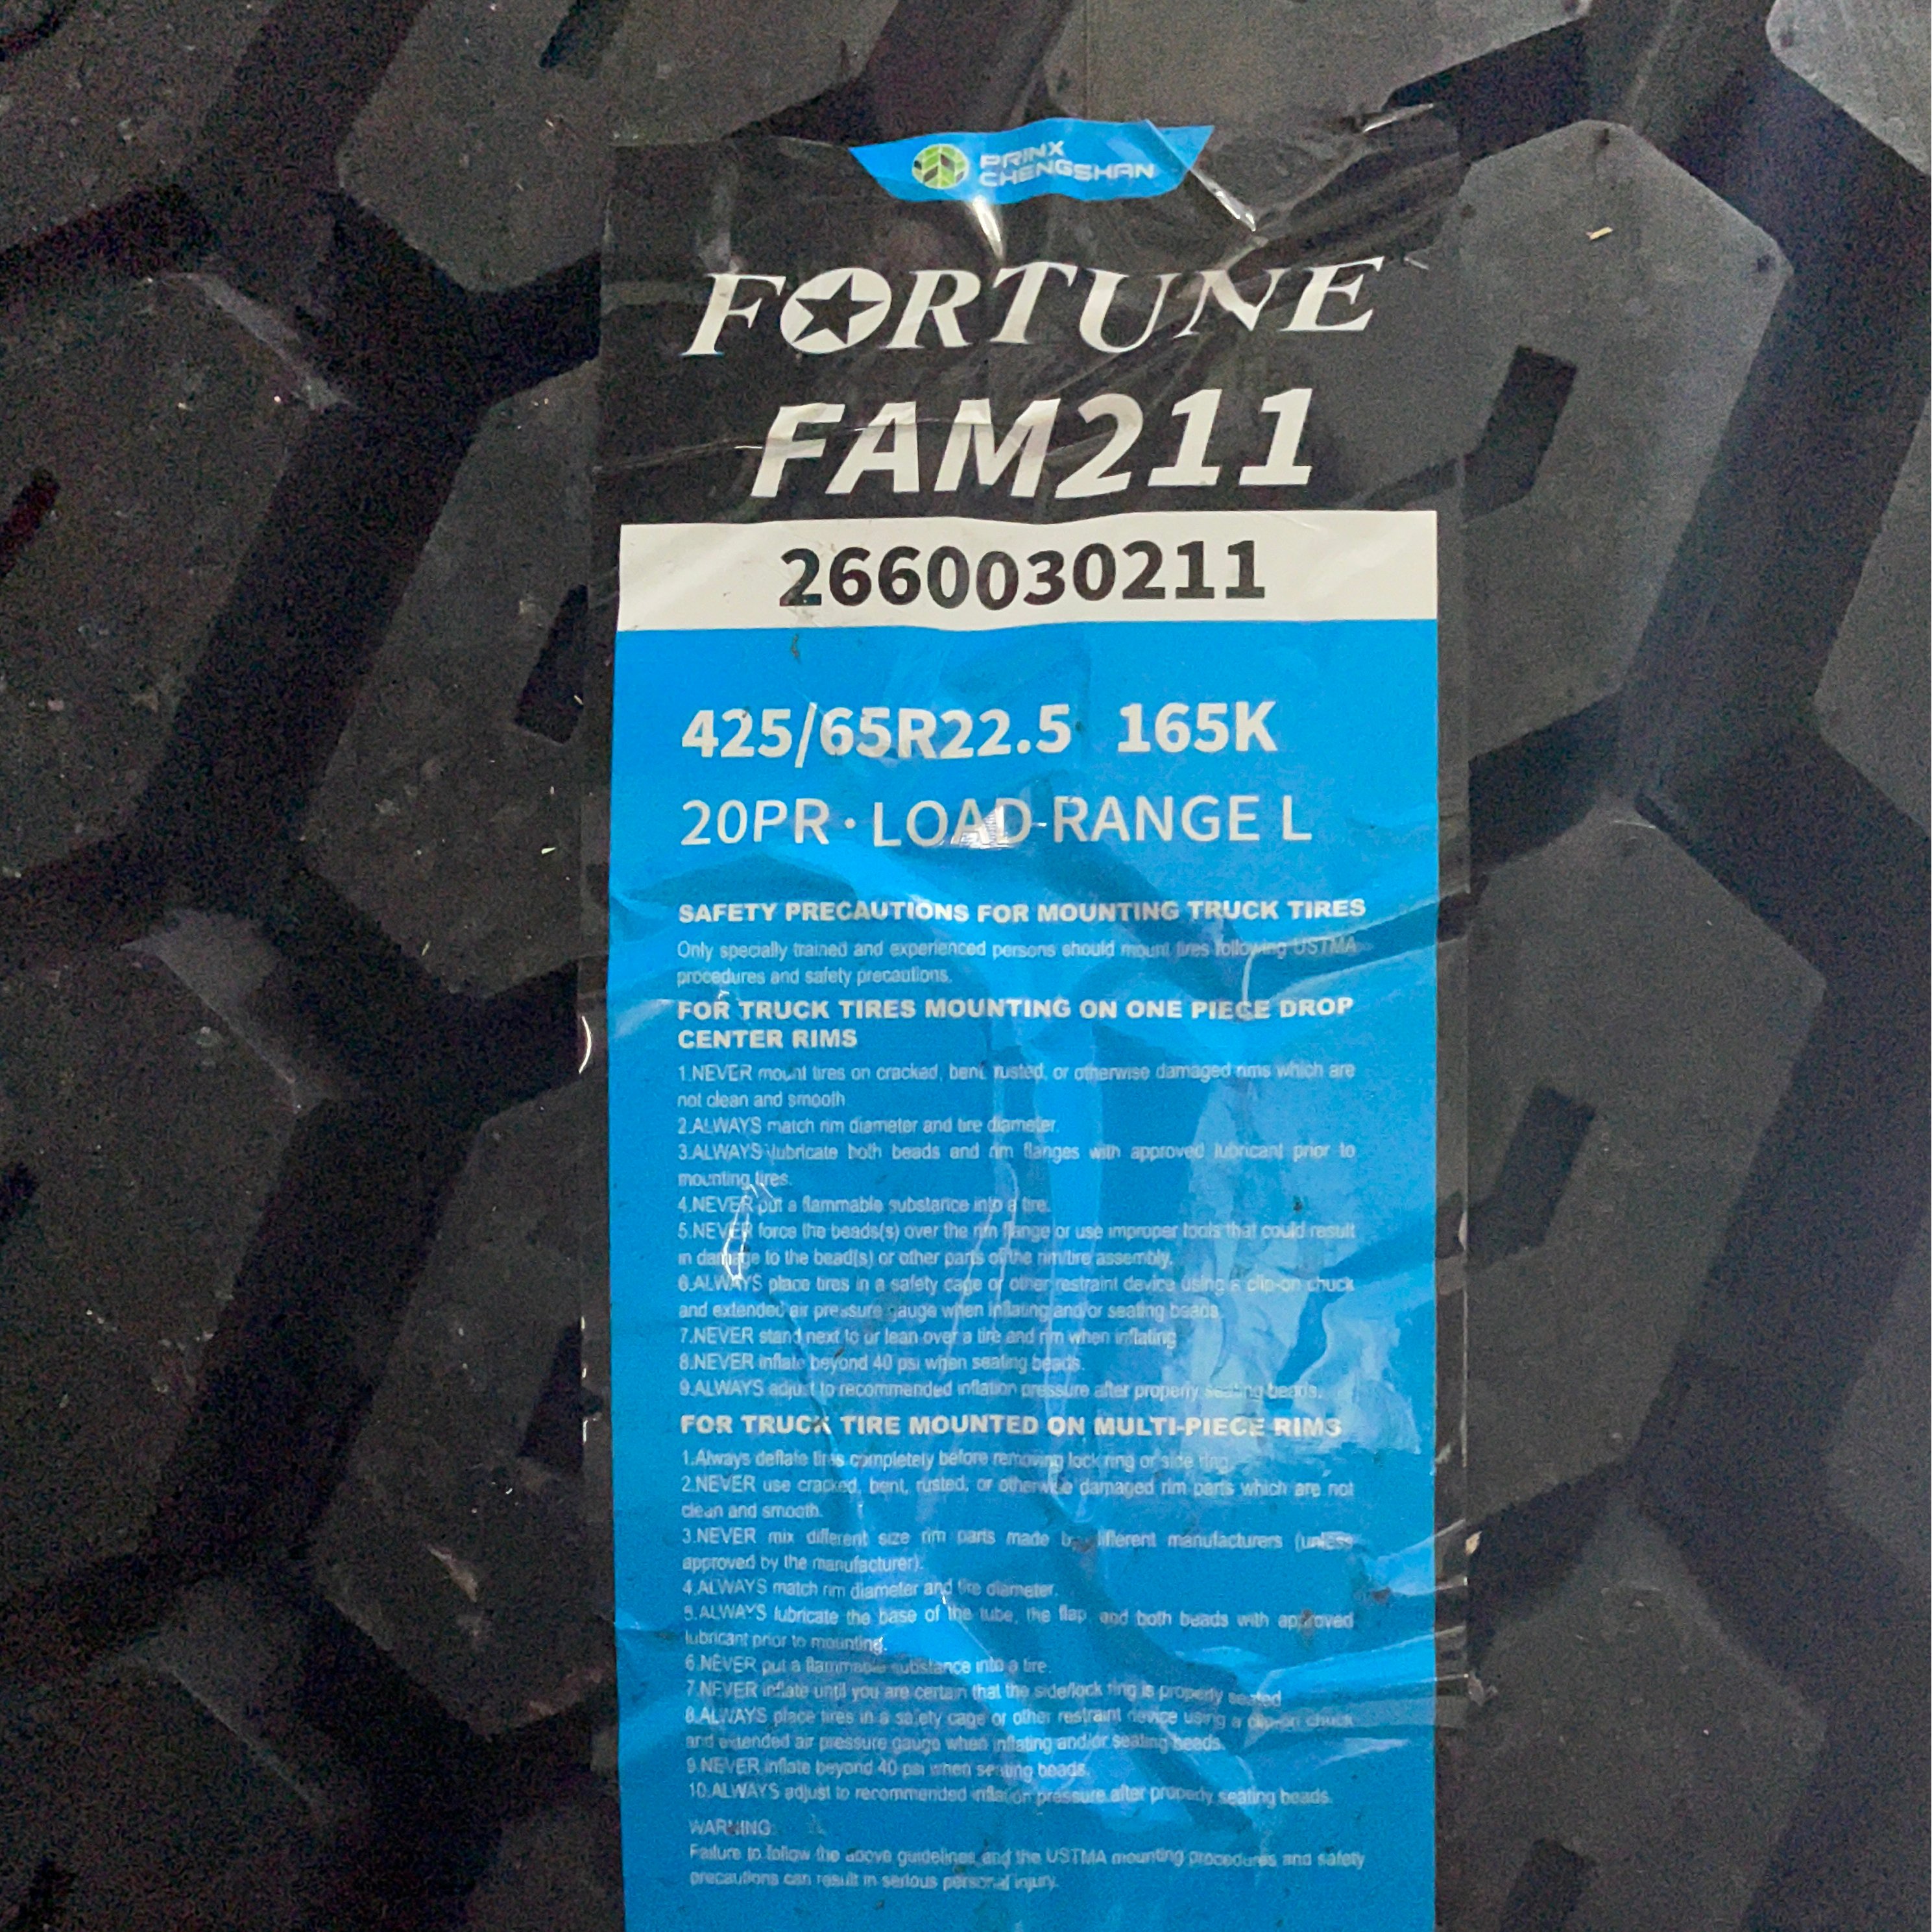 PRINX
CHENGSHAN
FORTUNE
FAM211
2660030211
425/65R22.5 165K
20PR · LOAD RANGE L
SAFETY PRECAUTIONS FOR MOUNTING TRUCK TIRES
Only specially trained and experienced persons should mount tires following USTMA
procedures and safety precautions.
FOR TRUCK TIRES MOUNTING ON ONE PIECE DROP
CENTER RIMS
1.NEVER mount tires on cracked, bent, rusted, or otherwise damaged rims which are
not clean and smooth
2.ALWAYS match rim diameter and tire diameter.
3.ALWAYS lubricate both beads and rim flanges with approved lubricant prior to
mounting tires.
4.NEVER put a flammable substance into a tire.
5.NEVER force the beads(s) over the rim flange or use improper tools that could result
in damage to the bead(s) or other parts of the rim/tire assembly.
6.ALWAYS place tires in a safety cage or other restraint device using a clip-on chuck
and extended air pressure gauge when inflating and/or seating beads.
7.NEVER stand next to or lean over a tire and rim when inflating
8.NEVER inflate beyond 40 psi when seating beads.
9.ALWAYS adjust to recommended inflation pressure after properly seating beads.
FOR TRUCK TIRE MOUNTED ON MULTI-PIECE RIMS
1.Always deflate tires completely before removing lock ring or side ring.
2.NEVER use cracked, bent, rusted, or otherwise damaged rim parts which are not
clean and smooth.
3.NEVER mix different size rim parts made by different manufacturers (unless
approved by the manufacturer).
4.ALWAYS match rim diameter and tire diameter.
5.ALWAYS lubricate the base of the tube, the flap, and both beads with approved
lubricant prior to mounting.
6.NEVER put a flammable substance into a tire.
7.NEVER inflate until you are certain that the side/lock ring is properly seated
8.ALWAYS place tires in a safety cage or other restraint device using a clip-on chuck
and extended air pressure gauge when inflating and/or seating beads.
9.NEVER inflate beyond 40 psi when seating beads.
10.ALWAYS adjust to recommended inflation pressure after properly seating beads.
WARNING:
Failure to follow the above guidelines and the USTMA mounting procedures and safety
precautions can result in serious personal injury.